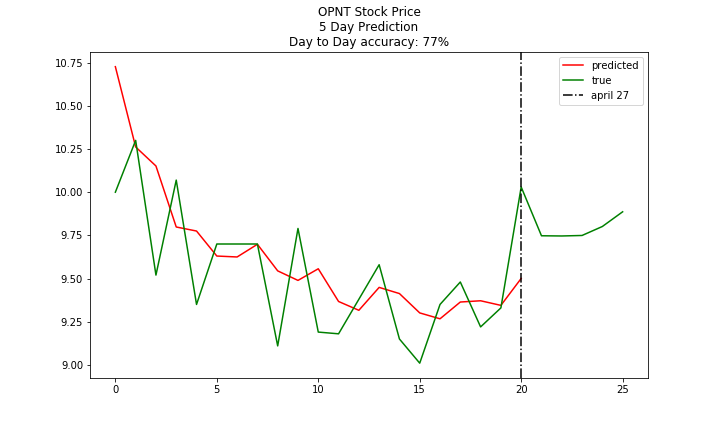 OPNT Stock Price
5 Day Prediction
Day to Day accuracy: 77%
predicted
true
april 27
10.75
10.50
10.25
10.00
9.75
9.50
9.25
9.00
0 5 10 15 20 25